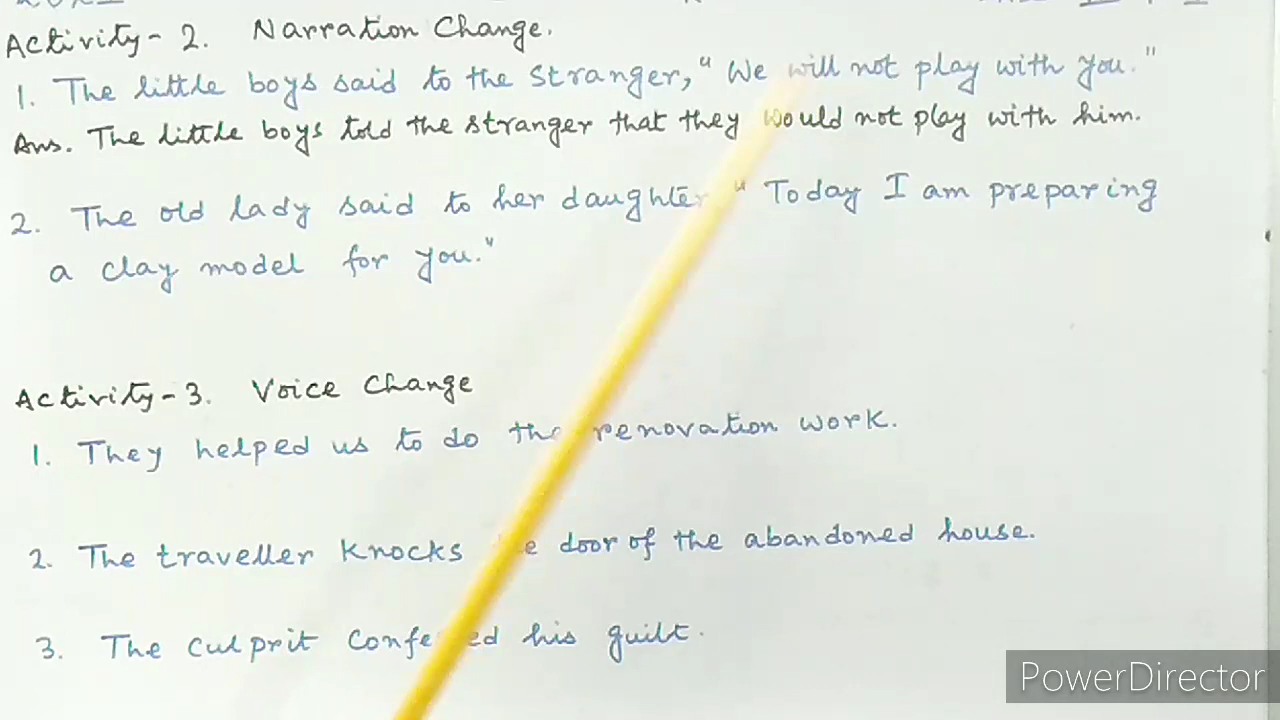 Activity- 2. Narration Change.
1. The little boys said to the stranger, "We will not play with you."
Ans. The little boys told the stranger that they would not play with him.
2. The old lady said to her daughter "Today I am preparing
a clay model for you."
Activity- 3. Voice Change
1. They helped us to do the renovation work.
2. The traveller knocks the door of the abandoned house.
3. The culprit his guilt.
PowerDirector